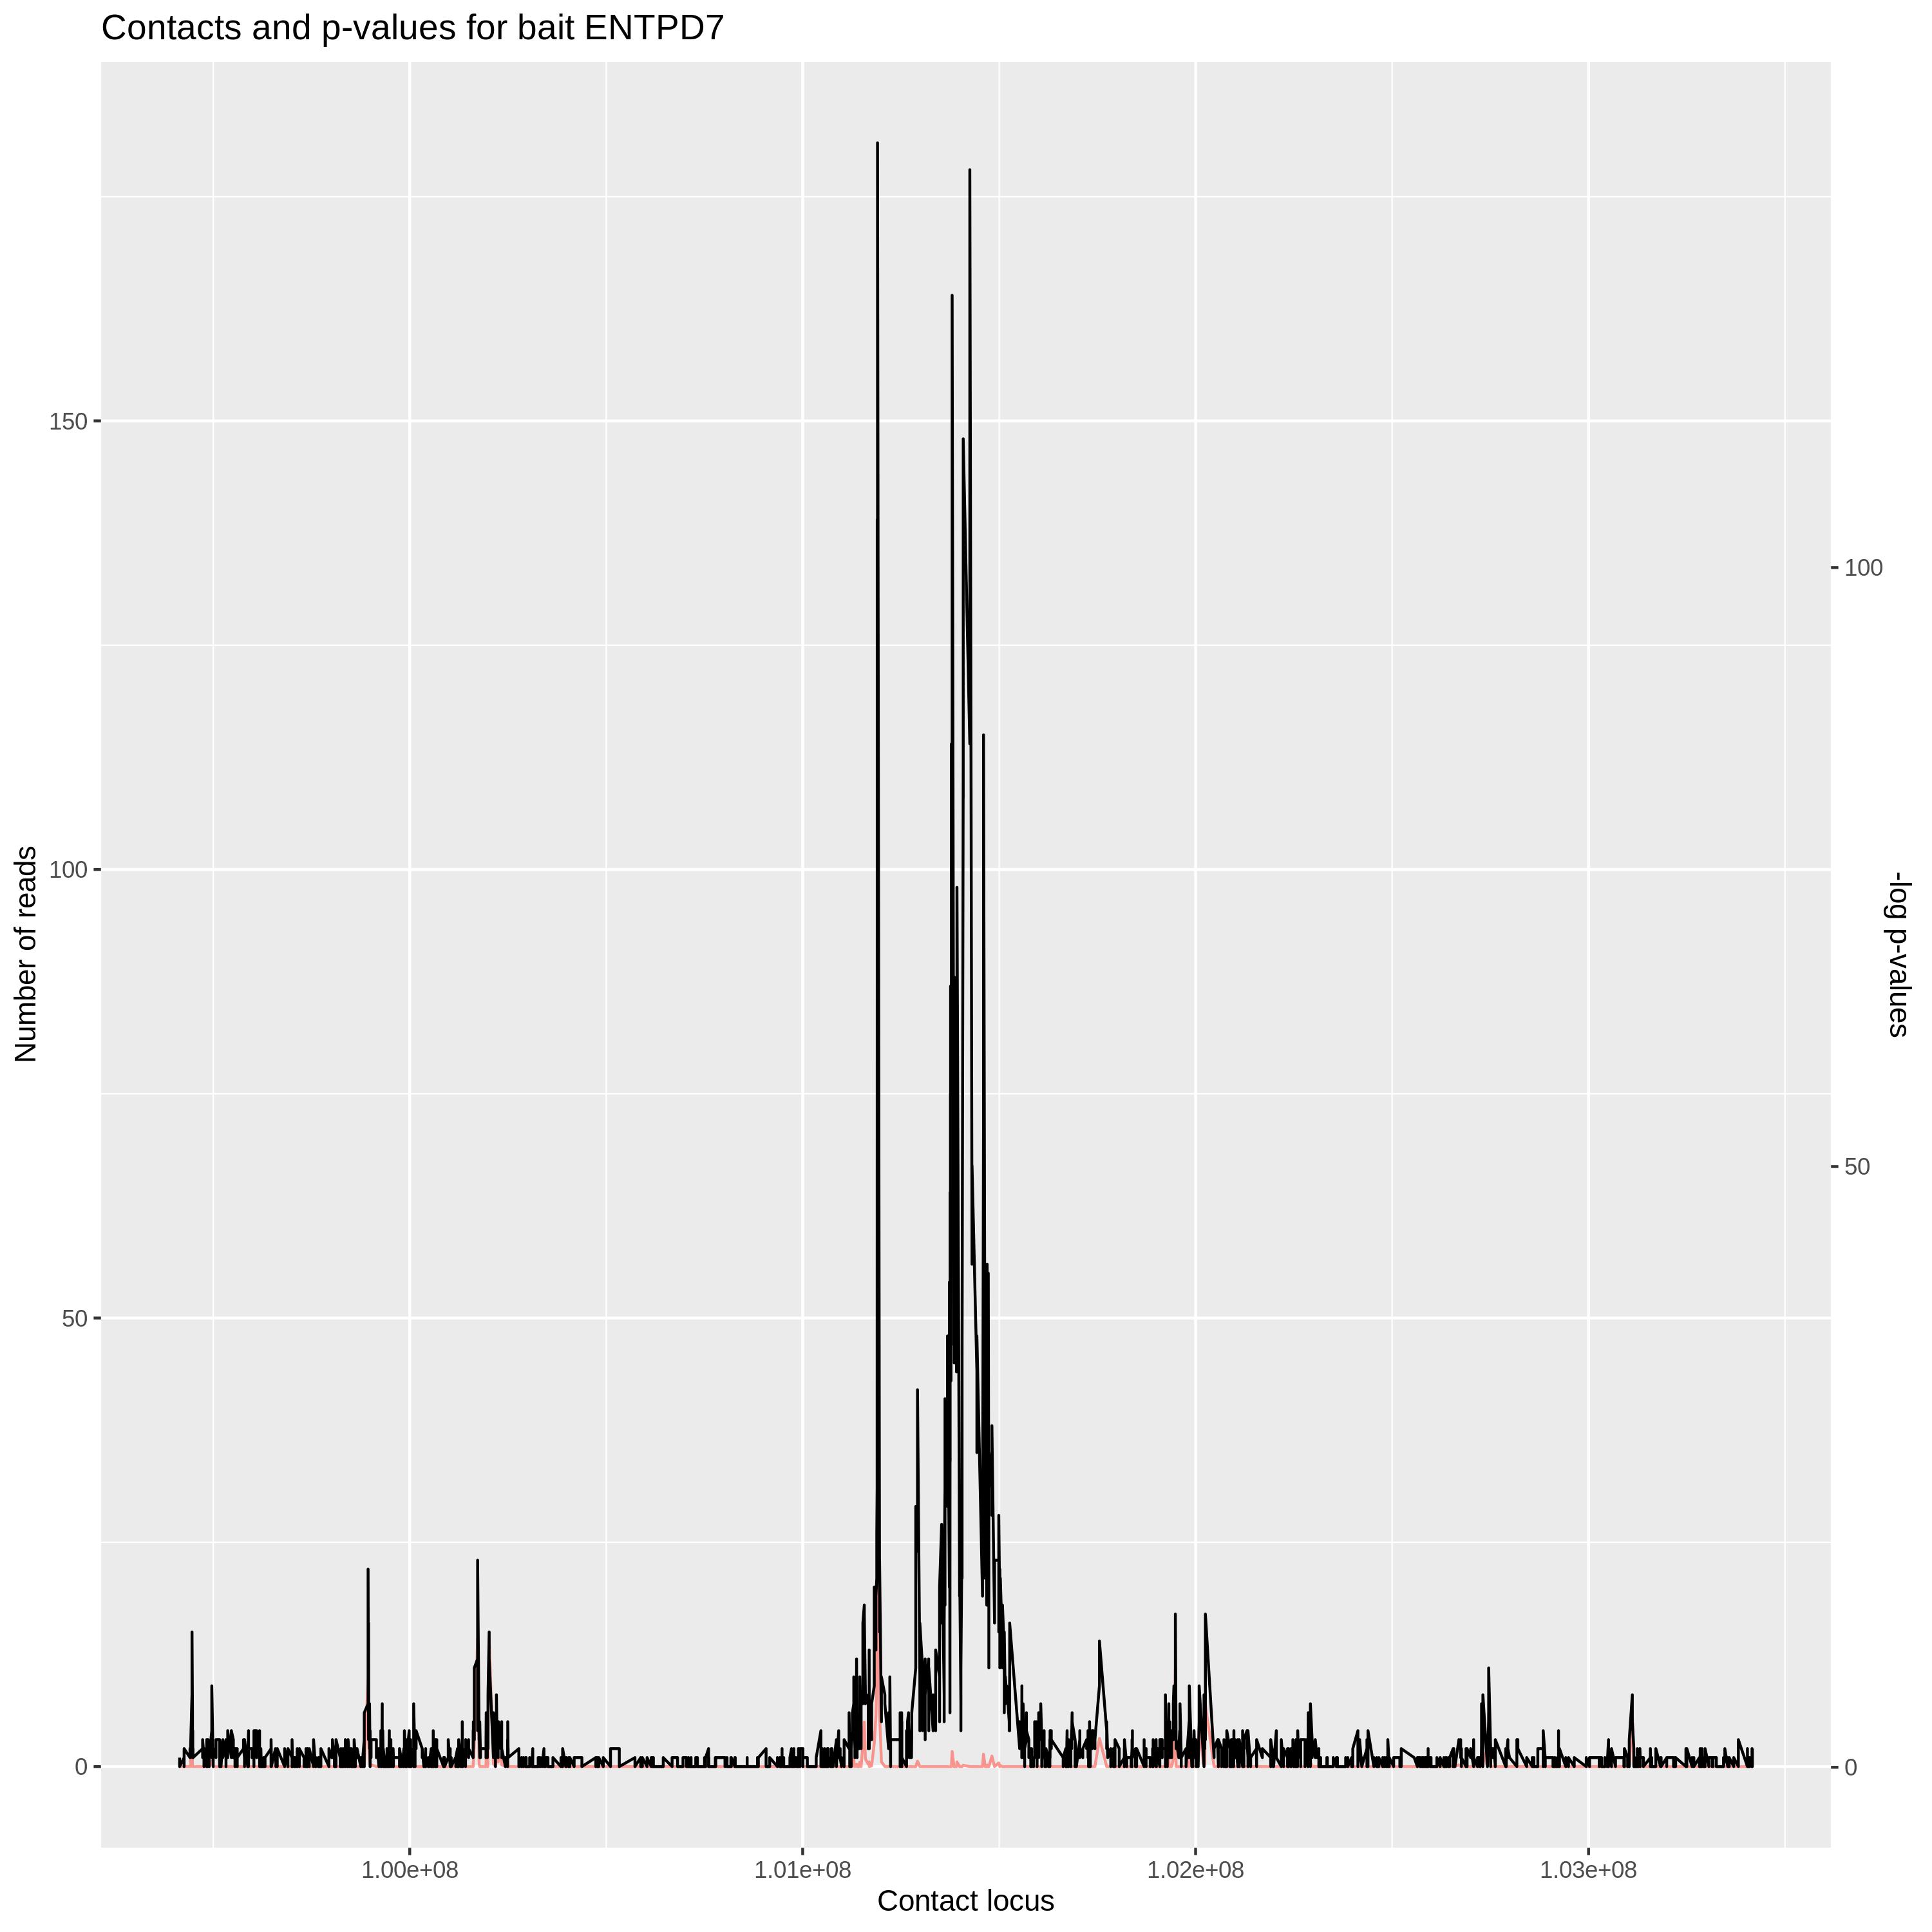 Contacts and p-values for bait ENTPD7
150
100
50
0
Number of reads
100
50
0
-log p-values
1.00e+08
1.01e+08
1.02e+08
1.03e+08
Contact locus